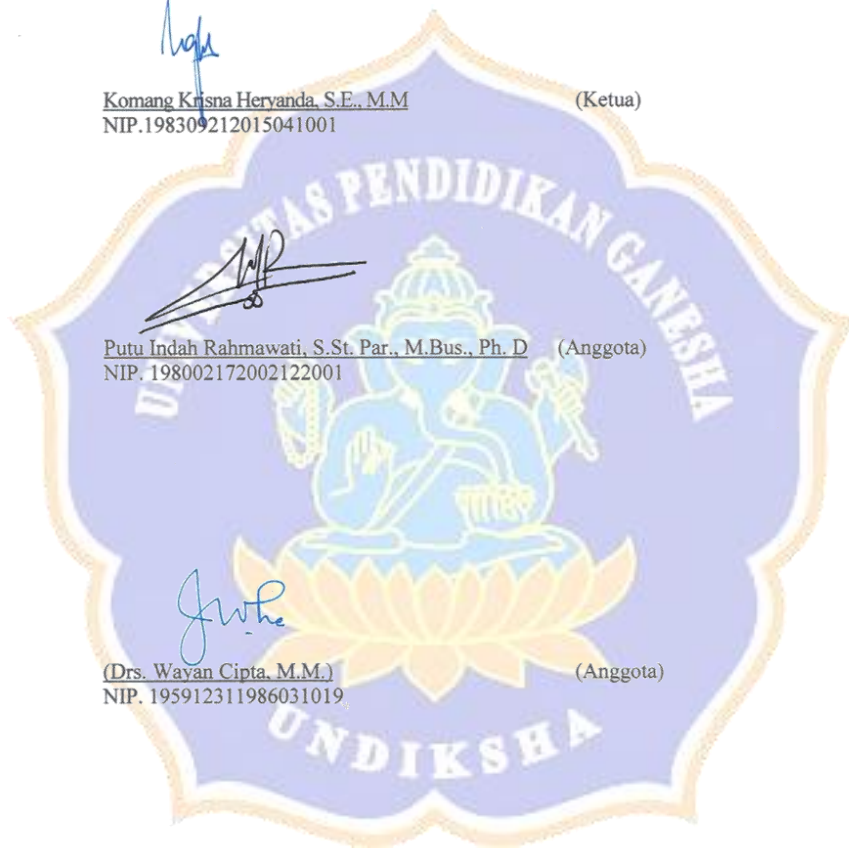 Komang Krisna Heryanda, S.E., M.M (Ketua)
NIP.198309212015041001
UNIVERSITAS PENDIDIKAN GANESHA
Putu Indah Rahmawati, S.St. Par., M.Bus., Ph. D (Anggota)
NIP. 198002172002122001
(Drs. Wayan Cipta, M.M.) (Anggota)
NIP. 195912311986031019
UNDIKSHA